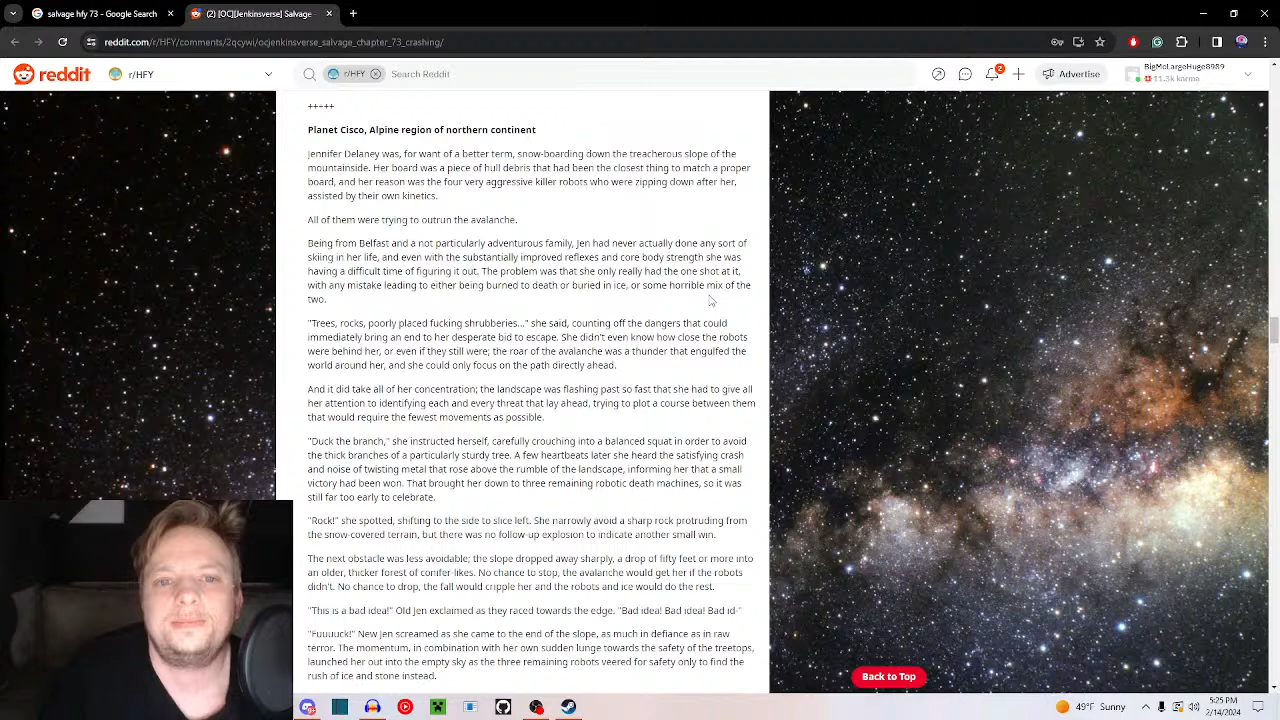 salvage hfy 73 - Google Search
(2) [OC][Jenkinsverse] Salvage
reddit.com/r/HFY/comments/2qcywi/ocjenkinsverse_salvage_chapter_73_crashing/
reddit
r/HFY
r/HFY
Search Reddit
2
Advertise
BigMoLargeHuge8989
11.3k karma
+++++
Planet Cisco, Alpine region of northern continent
Jennifer Delaney was, for want of a better term, snow-boarding down the treacherous slope of the
mountainside. Her board was a piece of hull debris that had been the closest thing to match a proper
board, and her reason was the four very aggressive killer robots who were zipping down after her,
assisted by their own kinetics.
All of them were trying to outrun the avalanche.
Being from Belfast and a not particularly adventurous family, Jen had never actually done any sort of
skiing in her life, and even with the substantially improved reflexes and core body strength she was
having a difficult time of figuring it out. The problem was that she only really had the one shot at it,
with any mistake leading to either being burned to death or buried in ice, or some horrible mix of the
two.
"Trees, rocks, poorly placed fucking shrubberies..." she said, counting off the dangers that could
immediately bring an end to her desperate bid to escape. She didn't even know how close the robots
were behind her, or even if they still were; the roar of the avalanche was a thunder that engulfed the
world around her, and she could only focus on the path directly ahead.
And it did take all of her concentration; the landscape was flashing past so fast that she had to give all
her attention to identifying each and every threat that lay ahead, trying to plot a course between them
that would require the fewest movements as possible.
"Duck the branch," she instructed herself, carefully crouching into a balanced squat in order to avoid
the thick branches of a particularly sturdy tree. A few heartbeats later she heard the satisfying crash
and noise of twisting metal that rose above the rumble of the landscape, informing her that a small
victory had been won. That brought her down to three remaining robotic death machines, so it was
still far too early to celebrate.
"Rock!" she spotted, shifting to the side to slice left. She narrowly avoid a sharp rock protruding from
the snow-covered terrain, but there was no follow-up explosion to indicate another small win.
The next obstacle was less avoidable; the slope dropped away sharply, a drop of fifty feet or more into
an older, thicker forest of conifer-likes. No chance to stop, the avalanche would get her if the robots
didn't. No chance to drop, the fall would cripple her and the robots and ice would do the rest.
"This is a bad idea!" Old Jen exclaimed as they raced towards the edge. "Bad idea! Bad idea! Bad id-"
"Fuuuuck!" New Jen screamed as she came to the end of the slope, as much in defiance as in raw
terror. The momentum, in combination with her own sudden lunge towards the safety of the treetops,
launched her out into the empty sky as the three remaining robots veered for safety only to find the
rush of ice and stone instead.
Back to Top
49°F Sunny
5:25 PM
2/14/2024